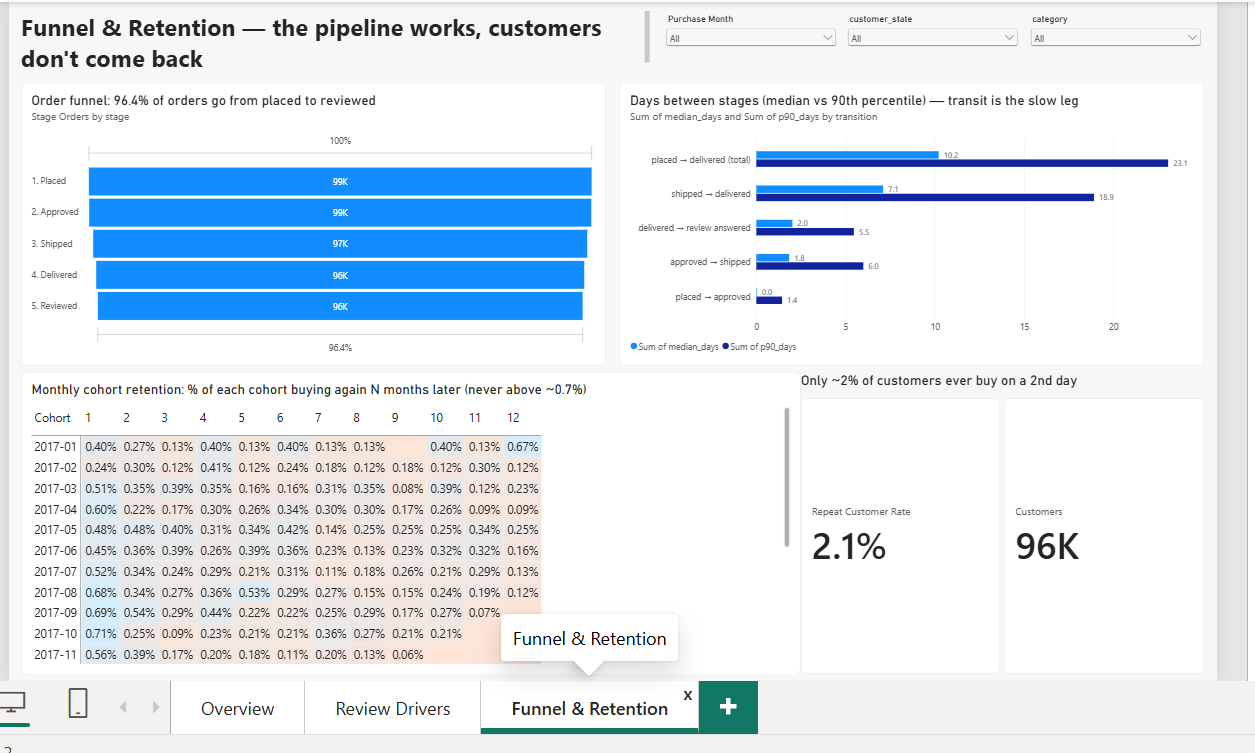 Funnel & Retention — the pipeline works, customers
don't come back
Purchase Month
All
customer_state
All
category
All
Order funnel: 96.4% of orders go from placed to reviewed
Stage Orders by stage
100%
1. Placed 99K
2. Approved 99K
3. Shipped 97K
4. Delivered 96K
5. Reviewed 96K
96.4%
Days between stages (median vs 90th percentile) — transit is the slow leg
Sum of median_days and Sum of p90_days by transition
placed → delivered (total) 10.2 23.1
shipped → delivered 7.1 18.9
delivered → review answered 2.0 5.5
approved → shipped 1.8 6.0
placed → approved 0.0 1.4
0 5 10 15 20
Sum of median_days Sum of p90_days
Monthly cohort retention: % of each cohort buying again N months later (never above ~0.7%)
Cohort 1 2 3 4 5 6 7 8 9 10 11 12
2017-01 0.40% 0.27% 0.13% 0.40% 0.13% 0.40% 0.13% 0.13% 0.40% 0.13% 0.67%
2017-02 0.24% 0.30% 0.12% 0.41% 0.12% 0.24% 0.18% 0.12% 0.18% 0.12% 0.30% 0.12%
2017-03 0.51% 0.35% 0.39% 0.35% 0.16% 0.16% 0.31% 0.35% 0.08% 0.39% 0.12% 0.23%
2017-04 0.60% 0.22% 0.17% 0.30% 0.26% 0.34% 0.30% 0.30% 0.17% 0.26% 0.09% 0.09%
2017-05 0.48% 0.48% 0.40% 0.31% 0.34% 0.42% 0.14% 0.25% 0.25% 0.25% 0.34% 0.25%
2017-06 0.45% 0.36% 0.39% 0.26% 0.39% 0.36% 0.23% 0.13% 0.23% 0.32% 0.32% 0.16%
2017-07 0.52% 0.34% 0.24% 0.29% 0.21% 0.31% 0.11% 0.18% 0.26% 0.21% 0.29% 0.13%
2017-08 0.68% 0.34% 0.27% 0.36% 0.53% 0.29% 0.27% 0.15% 0.15% 0.24% 0.19% 0.12%
2017-09 0.69% 0.54% 0.29% 0.44% 0.22% 0.22% 0.25% 0.29% 0.17% 0.27% 0.07%
2017-10 0.71% 0.25% 0.09% 0.23% 0.21% 0.21% 0.36% 0.27% 0.21% 0.21%
2017-11 0.56% 0.39% 0.17% 0.20% 0.18% 0.11% 0.20% 0.13% 0.06%
Only ~2% of customers ever buy on a 2nd day
Repeat Customer Rate
2.1%
Customers
96K
Funnel & Retention
Overview
Review Drivers
Funnel & Retention
x
+